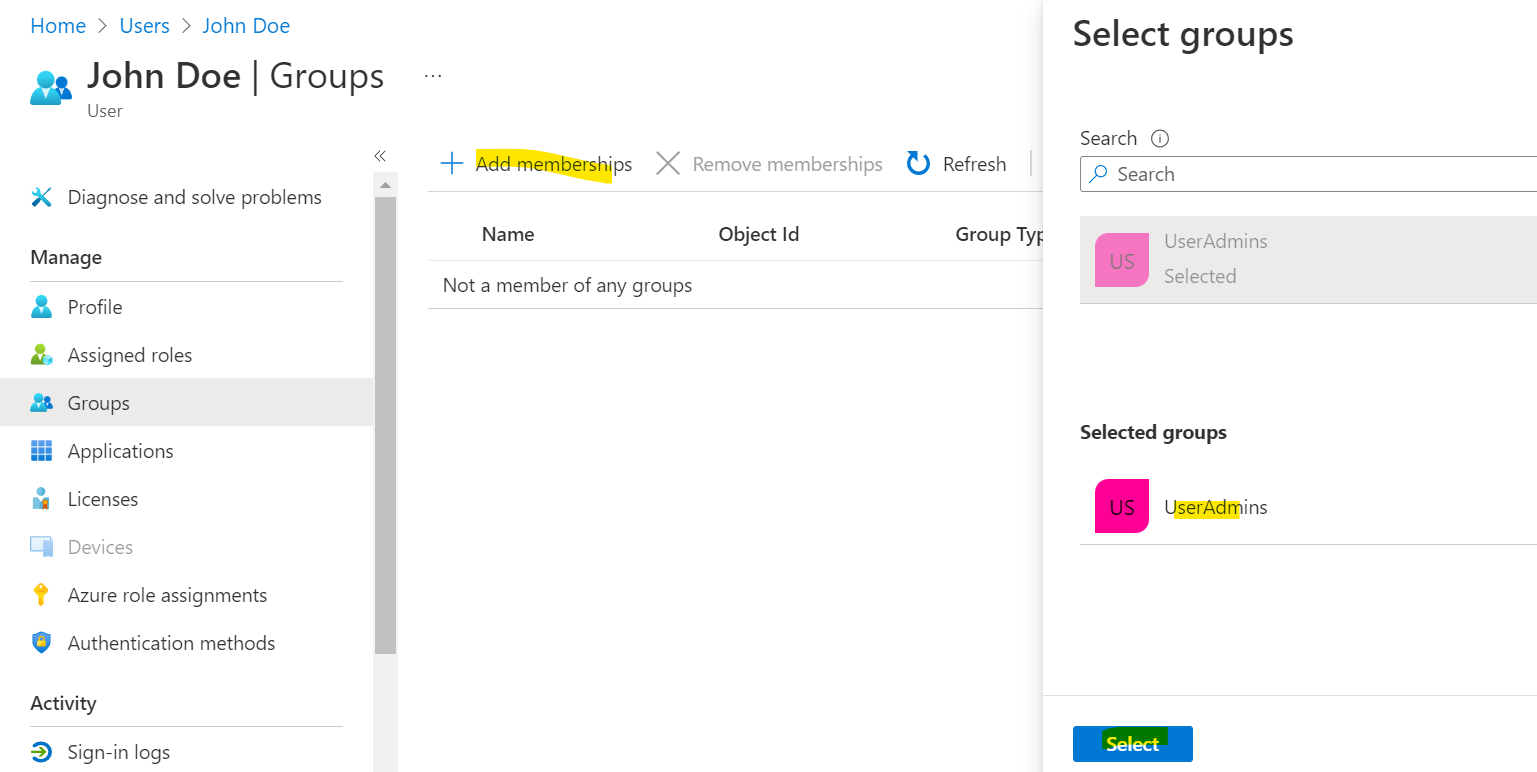 Home > Users > John Doe
John Doe | Groups ...
User
«
Diagnose and solve problems
Manage
Profile
Assigned roles
Groups
Applications
Licenses
Devices
Azure role assignments
Authentication methods
Activity
Sign-in logs
Add memberships Remove memberships Refresh
Name Object Id Group Typ
Not a member of any groups
Select groups
Search
Search
US UserAdmins
Selected
Selected groups
US UserAdmins
Select